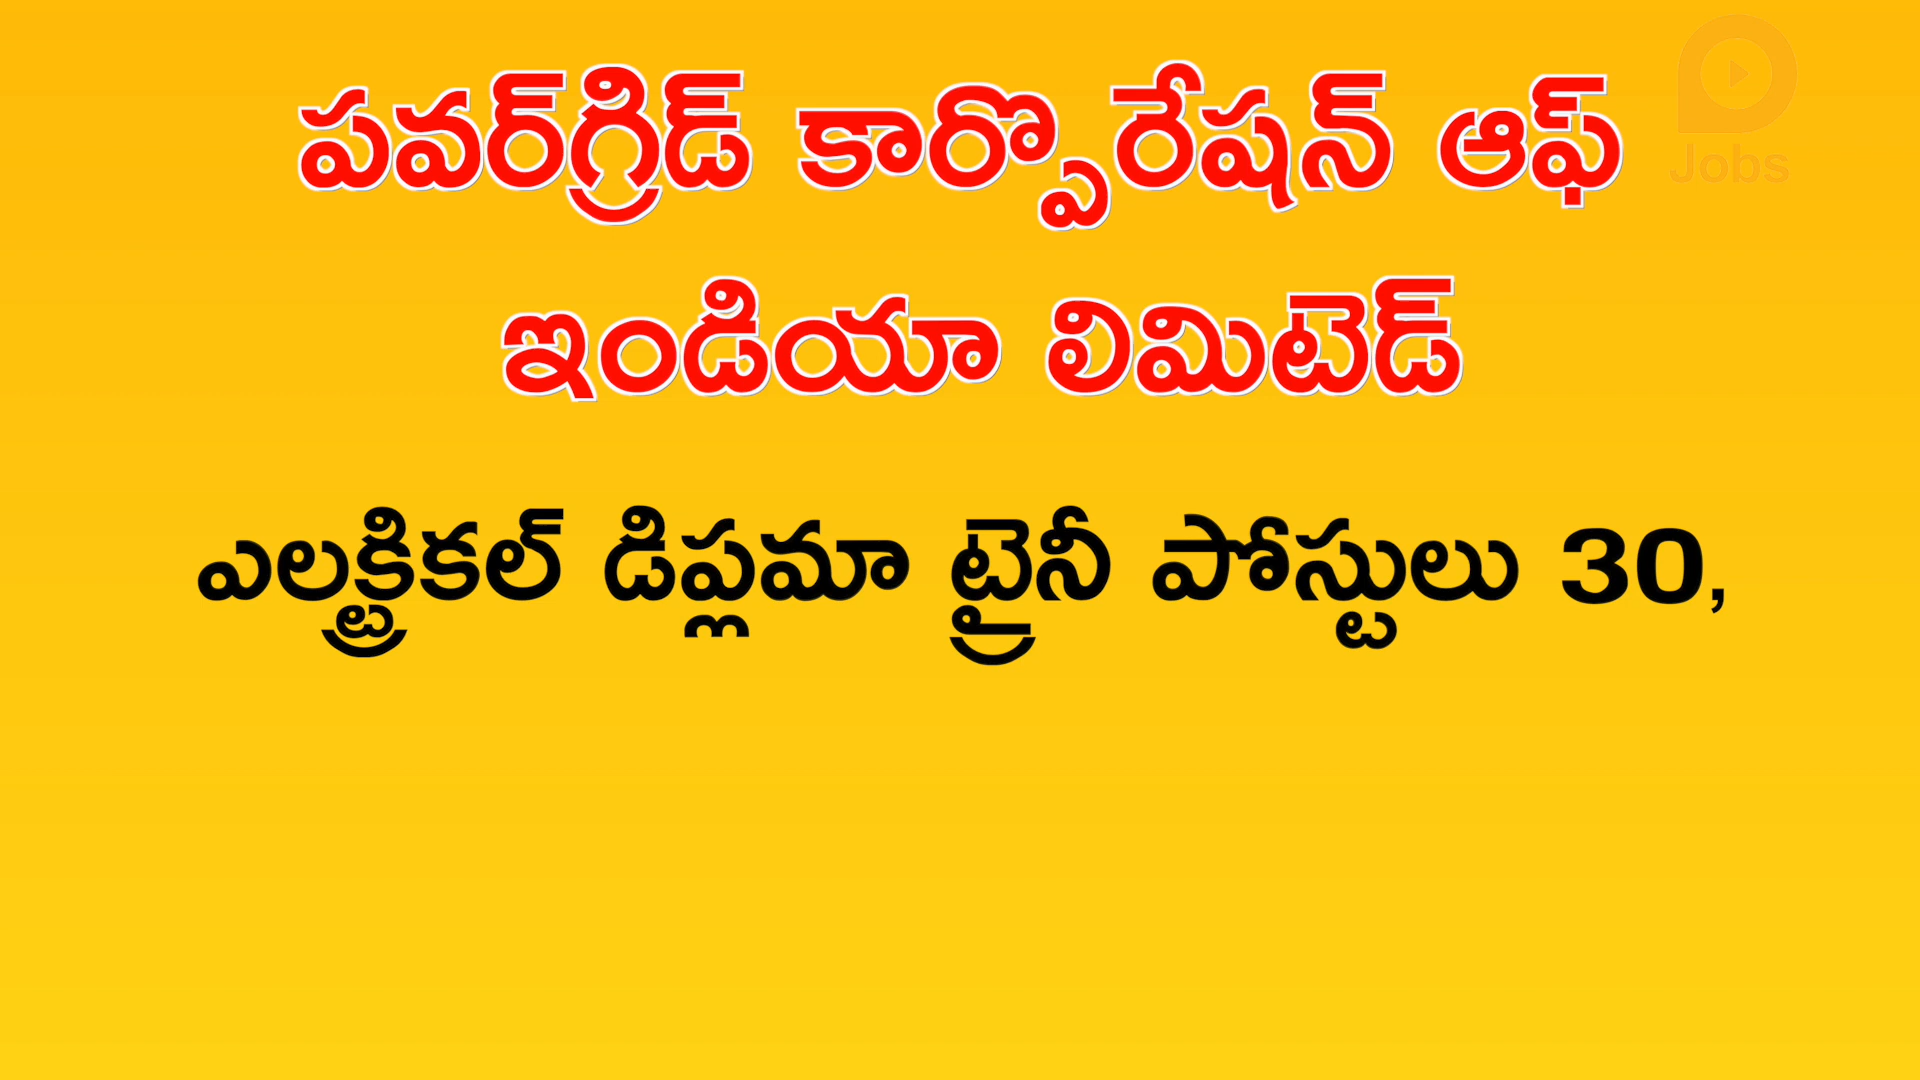 పవర్‌గ్రిడ్ కార్పొరేషన్ ఆఫ్
ఇండియా లిమిటెడ్
ఎలక్ట్రికల్ డిప్లమా ట్రైనీ పోస్టులు 30,
Jobs